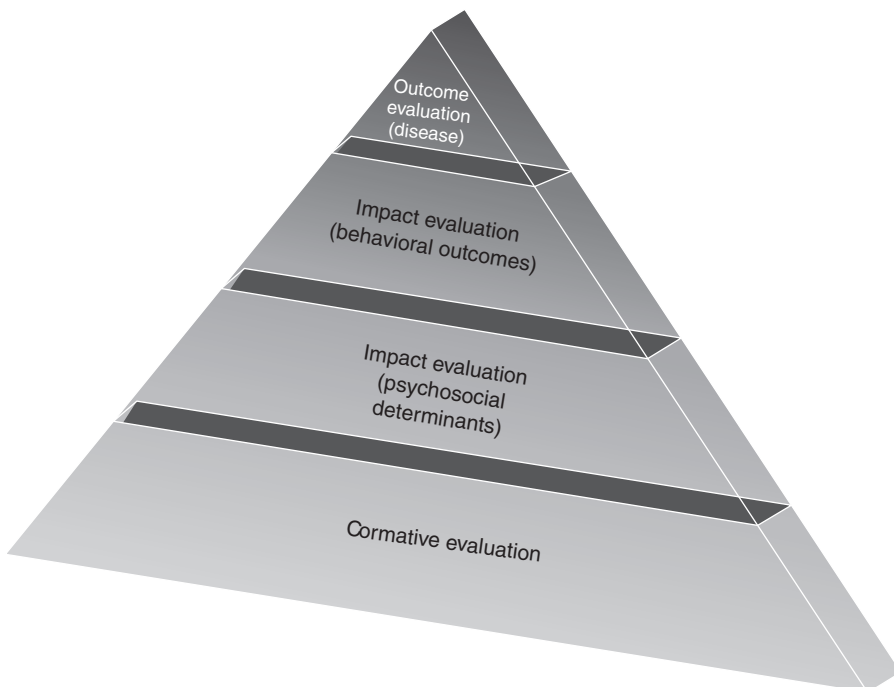 Outcome
evaluation
(disease)
Impact evaluation
(behavioral outcomes)
Impact evaluation
(psychosocial
determinants)
Cormative evaluation